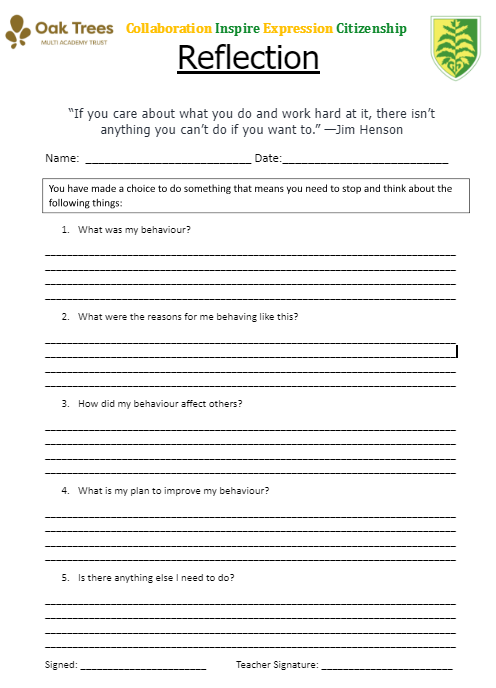 Oak Trees
MULTI ACADEMY TRUST
Collaboration Inspire Expression Citizenship
Reflection
“If you care about what you do and work hard at it, there isn’t
anything you can’t do if you want to.” —Jim Henson
Name: ___________________________ Date:___________________________
You have made a choice to do something that means you need to stop and think about the
following things:
1. What was my behaviour?
2. What were the reasons for me behaving like this?
3. How did my behaviour affect others?
4. What is my plan to improve my behaviour?
5. Is there anything else I need to do?
Signed: ______________________ Teacher Signature: _______________________